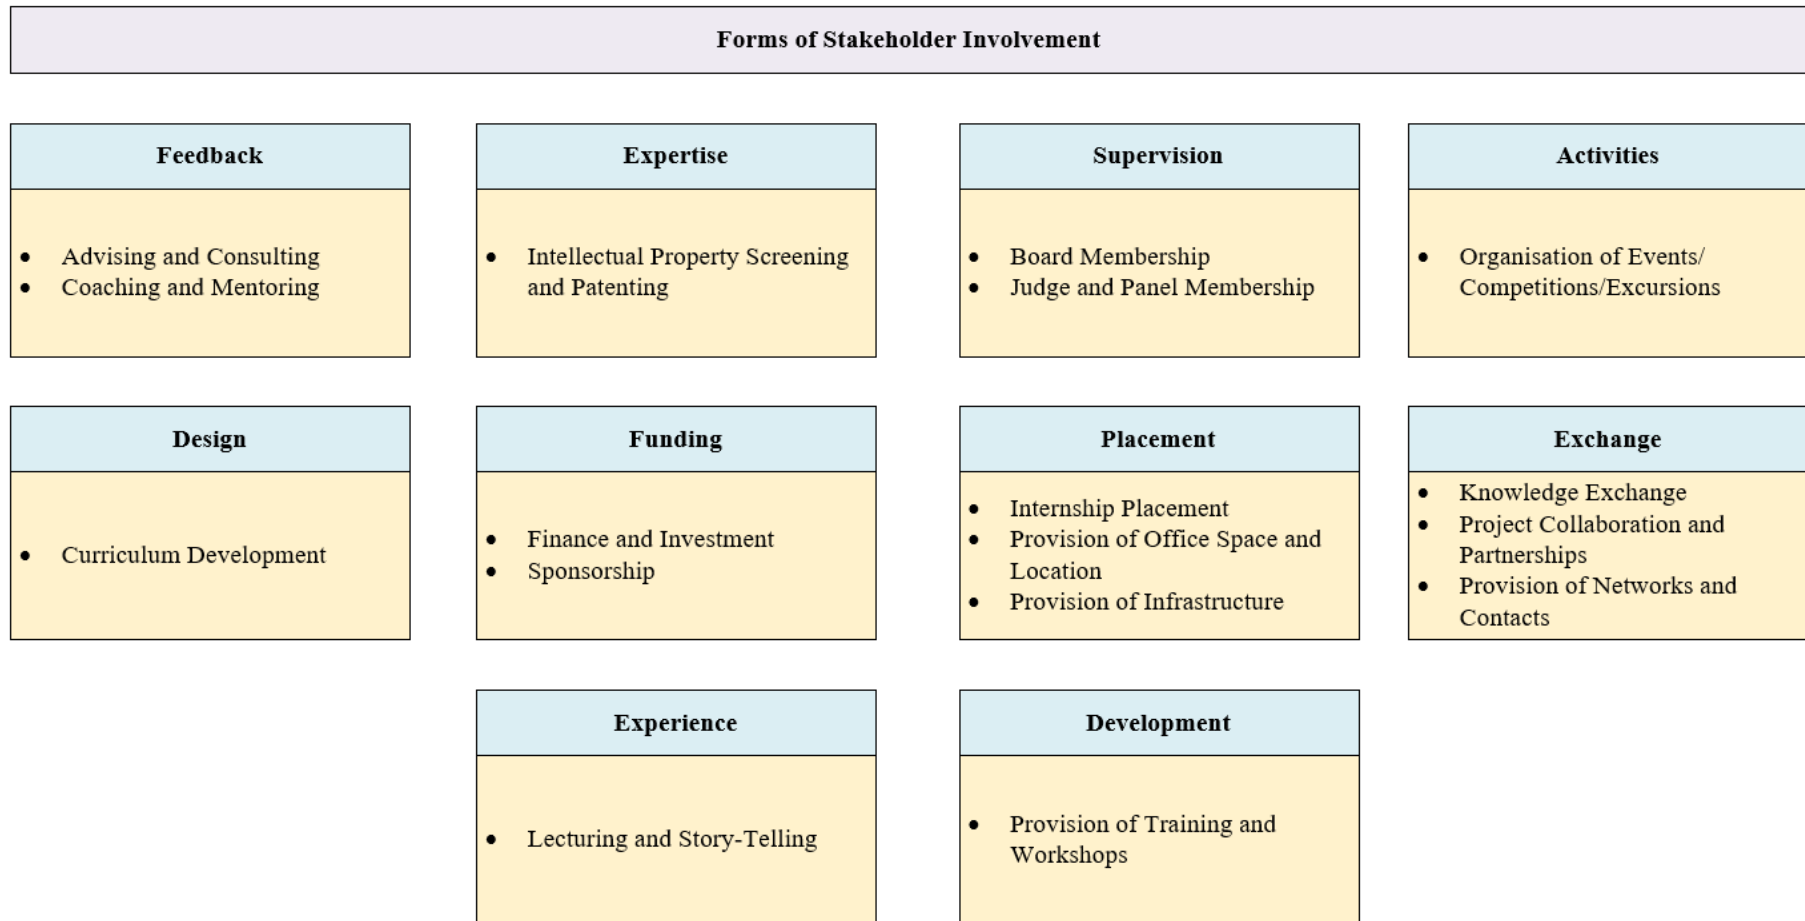 Forms of Stakeholder Involvement
Feedback
• Advising and Consulting
• Coaching and Mentoring
Expertise
• Intellectual Property Screening
and Patenting
Supervision
• Board Membership
• Judge and Panel Membership
Activities
• Organisation of Events/
Competitions/Excursions
Design
• Curriculum Development
Funding
• Finance and Investment
• Sponsorship
Placement
• Internship Placement
• Provision of Office Space and
Location
• Provision of Infrastructure
Exchange
• Knowledge Exchange
• Project Collaboration and
Partnerships
• Provision of Networks and
Contacts
Experience
• Lecturing and Story-Telling
Development
• Provision of Training and
Workshops